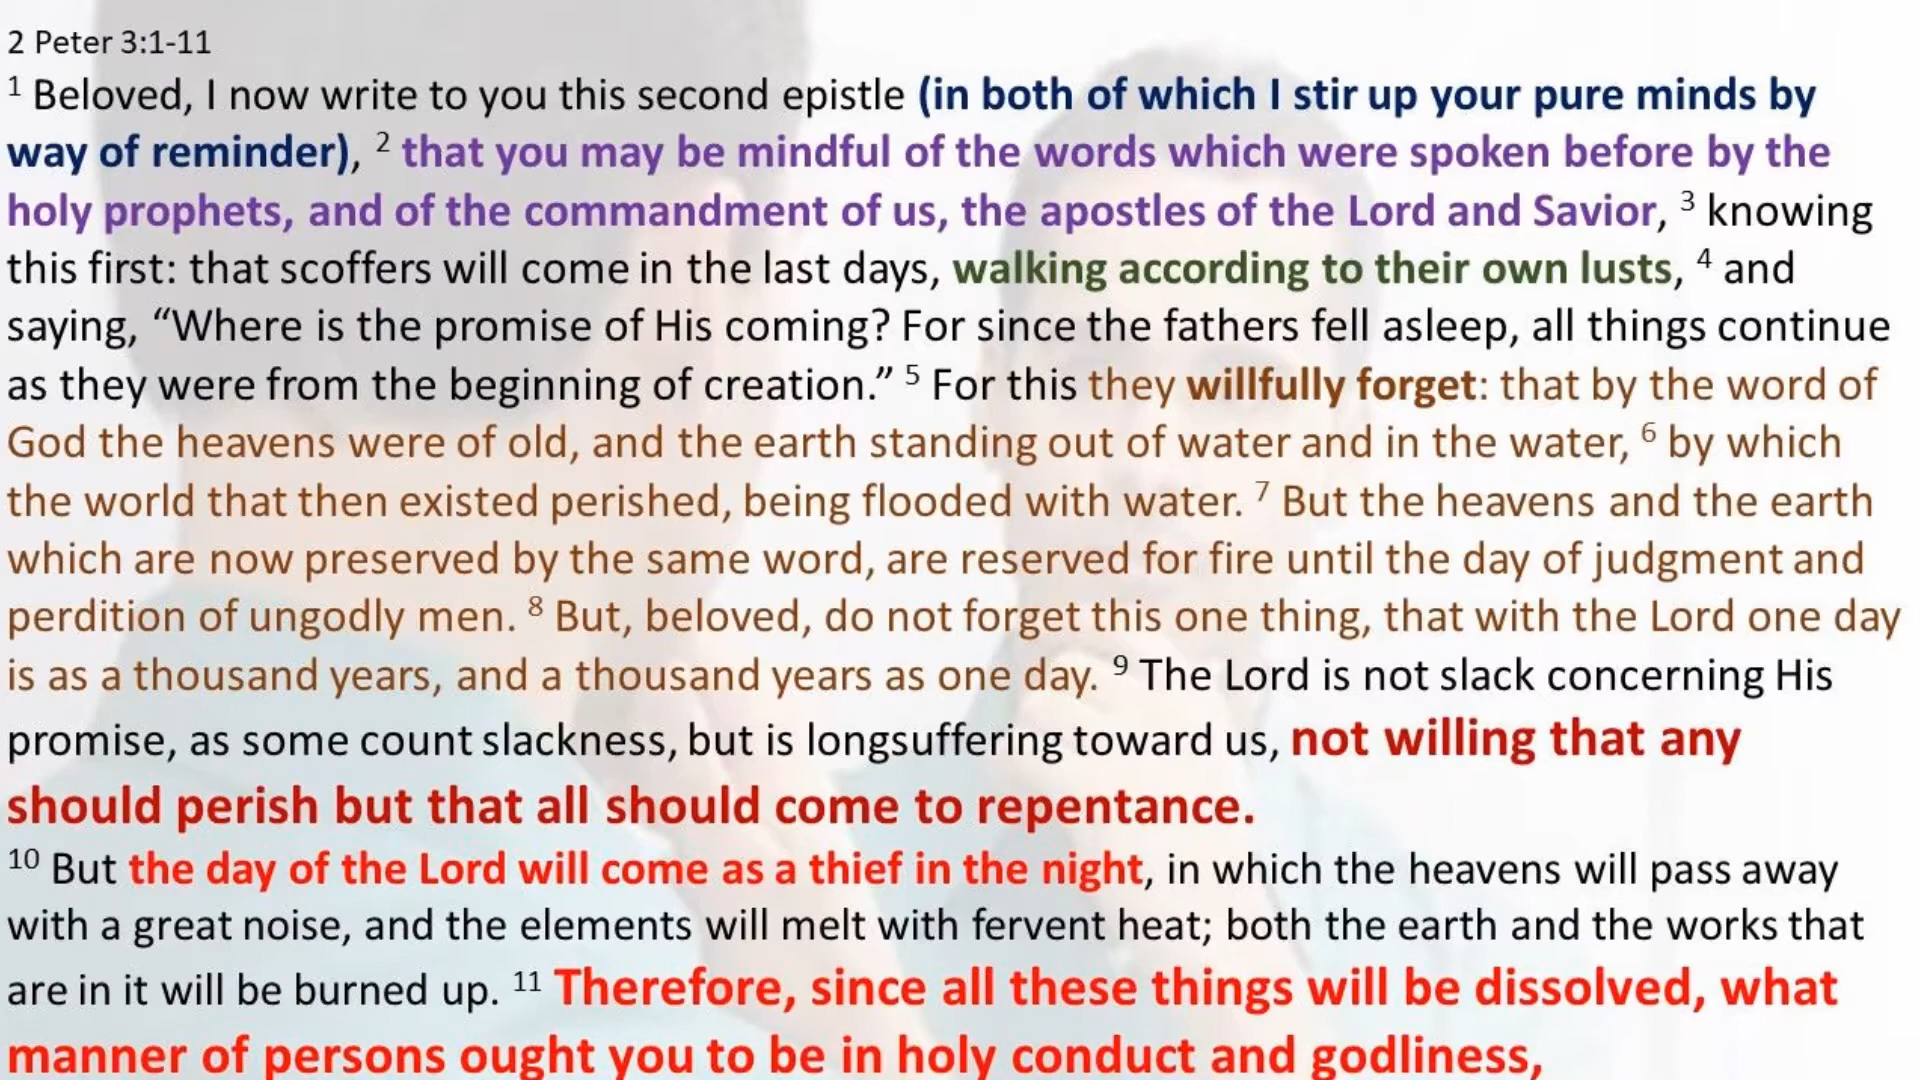 2 Peter 3:1-11
1 Beloved, I now write to you this second epistle (in both of which I stir up your pure minds by
way of reminder), 2 that you may be mindful of the words which were spoken before by the
holy prophets, and of the commandment of us, the apostles of the Lord and Savior, 3 knowing
this first: that scoffers will come in the last days, walking according to their own lusts, 4 and
saying, “Where is the promise of His coming? For since the fathers fell asleep, all things continue
as they were from the beginning of creation.” 5 For this they willfully forget: that by the word of
God the heavens were of old, and the earth standing out of water and in the water, 6 by which
the world that then existed perished, being flooded with water. 7 But the heavens and the earth
which are now preserved by the same word, are reserved for fire until the day of judgment and
perdition of ungodly men. 8 But, beloved, do not forget this one thing, that with the Lord one day
is as a thousand years, and a thousand years as one day. 9 The Lord is not slack concerning His
promise, as some count slackness, but is longsuffering toward us, not willing that any
should perish but that all should come to repentance.
10 But the day of the Lord will come as a thief in the night, in which the heavens will pass away
with a great noise, and the elements will melt with fervent heat; both the earth and the works that
are in it will be burned up. 11 Therefore, since all these things will be dissolved, what
manner of persons ought you to be in holy conduct and godliness,